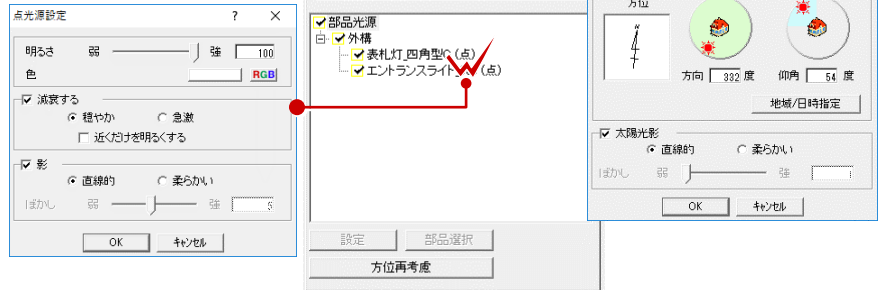 点光源設定 ? ×
明るさ 弱 強 100
色 RGB
減衰する
穏やか 急激
近くだけを明るくする
影
直線的 柔らかい
ぼかし 弱 強 5
OK キャンセル
部品光源
外構
表札灯_四角型C (点)
エントランスライト (点)
設定 部品選択
方位再考慮
方位
方向 332 度 仰角 54 度
地域/日時指定
太陽光影
直線的 柔らかい
ぼかし 弱 強 1
OK キャンセル